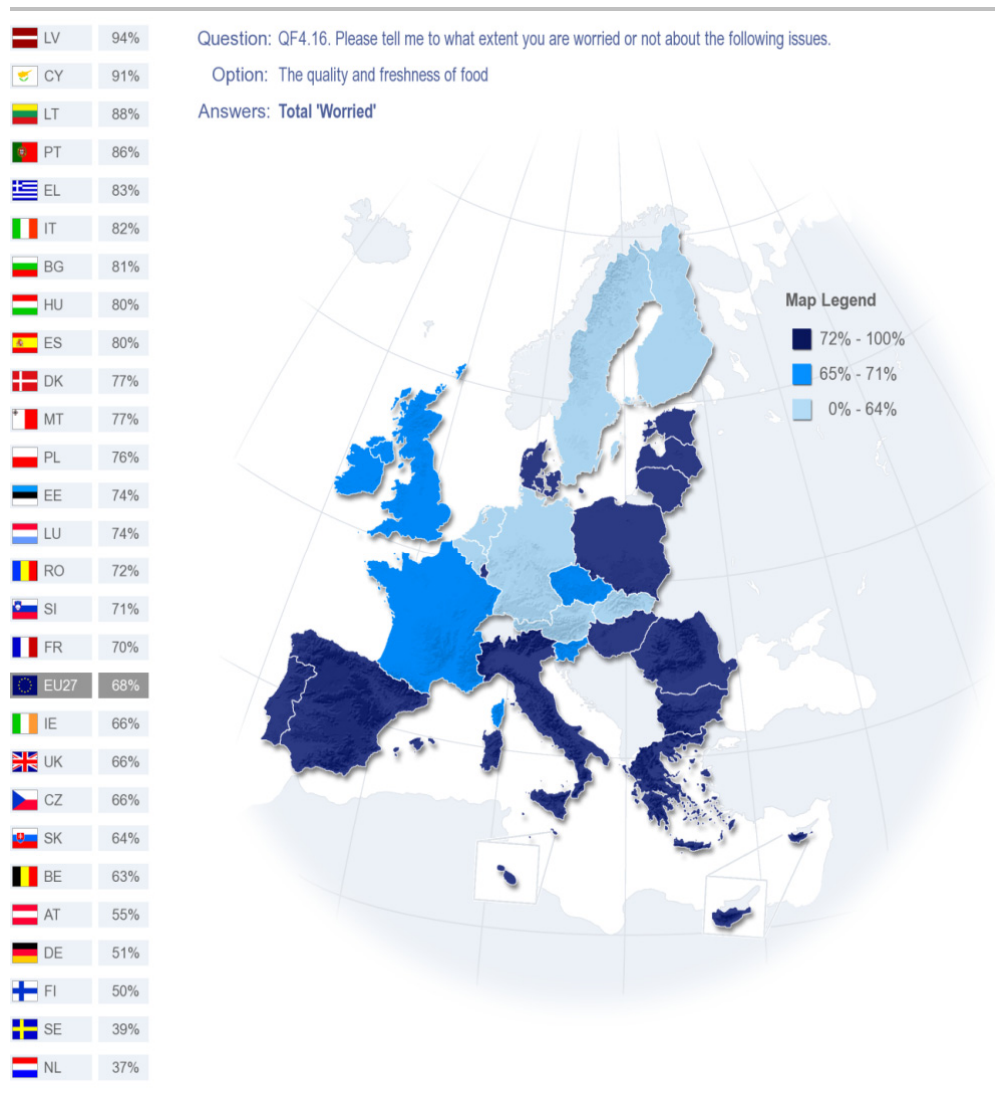 Question: QF4.16. Please tell me to what extent you are worried or not about the following issues.
Option: The quality and freshness of food
Answers: Total 'Worried'
LV 94%
CY 91%
LT 88%
PT 86%
EL 83%
IT 82%
BG 81%
HU 80%
ES 80%
DK 77%
MT 77%
PL 76%
EE 74%
LU 74%
RO 72%
SI 71%
FR 70%
EU27 68%
IE 66%
UK 66%
CZ 66%
SK 64%
BE 63%
AT 55%
DE 51%
FI 50%
SE 39%
NL 37%
Map Legend
72% - 100%
65% - 71%
0% - 64%